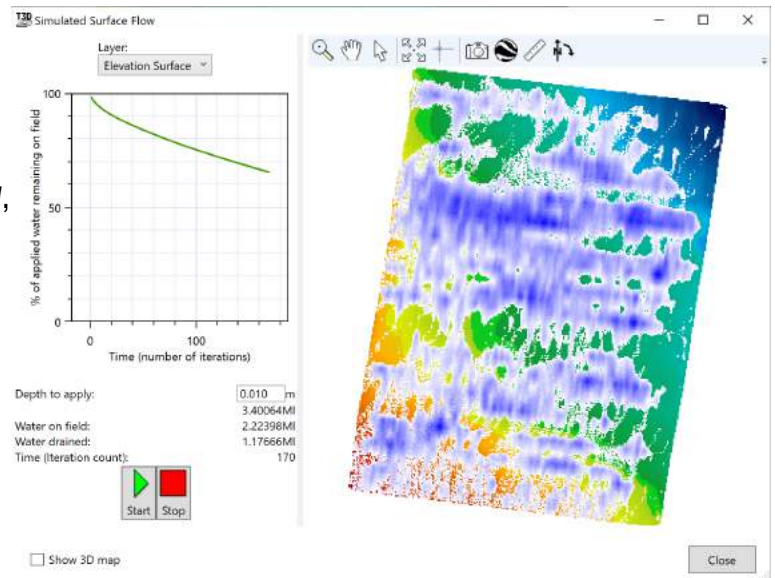 T3D Simulated Surface Flow
Layer:
Elevation Surface
100
50
0
% of applied water remaining on field
0
100
Time (number of iterations)
Depth to apply:
0.010 m
3.40064Ml
Water on field:
2.22398Ml
Water drained:
1.17666Ml
Time (Iteration count):
170
Start
Stop
Show 3D map
Close